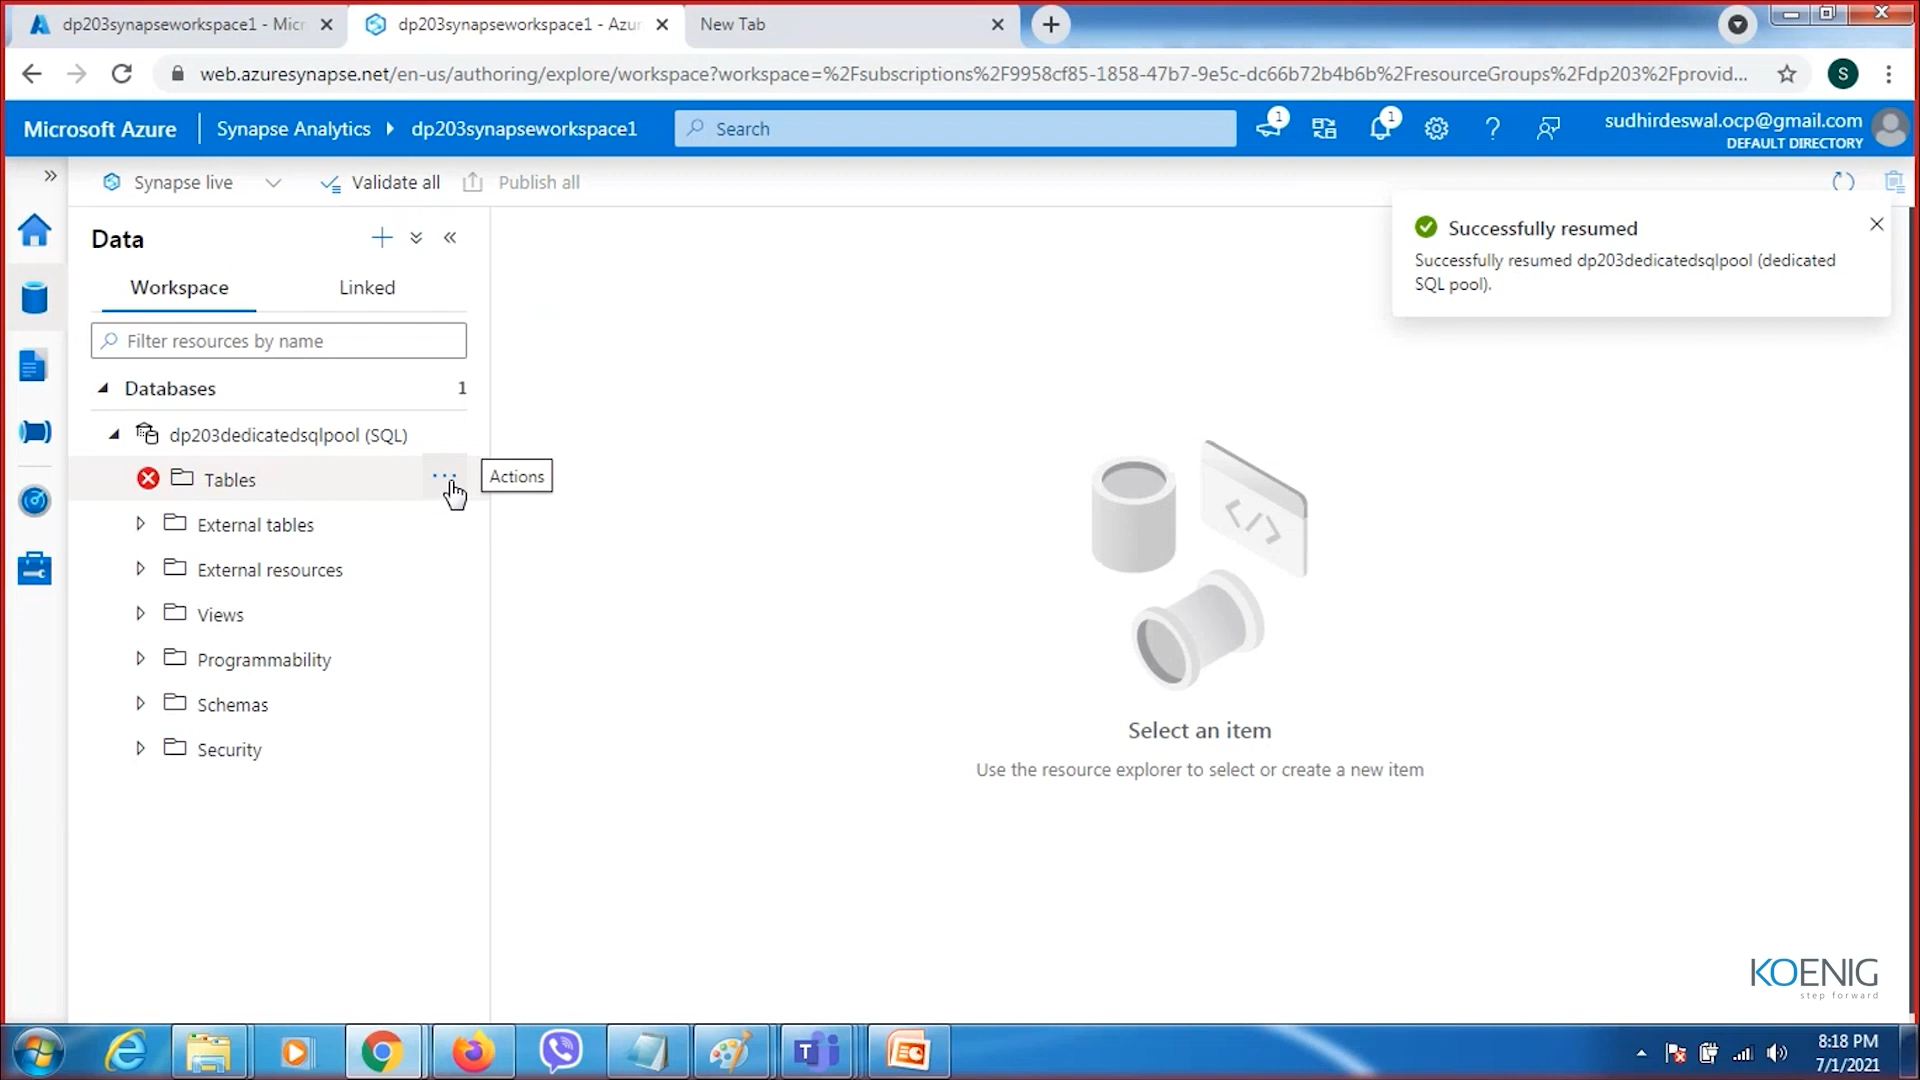 dp203synapseworkspace1 - Micr
dp203synapseworkspace1 - Azur
New Tab
web.azuresynapse.net/en-us/authoring/explore/workspace?workspace=%2Fsubscriptions%2F9958cf85-1858-47b7-9e5c-dc66b72b4b6b%2FresourceGroups%2Fdp203%2Fprovid...
S
Microsoft Azure
Synapse Analytics
dp203synapseworkspace1
Search
1
1
sudhirdeswal.ocp@gmail.com
DEFAULT DIRECTORY
Synapse live
Validate all
Publish all
Data
Workspace
Linked
Filter resources by name
Databases 1
dp203dedicatedsqlpool (SQL)
Tables
Actions
External tables
External resources
Views
Programmability
Schemas
Security
Successfully resumed
Successfully resumed dp203dedicatedsqlpool (dedicated
SQL pool).
Select an item
Use the resource explorer to select or create a new item
KOENIG
step forward
8:18 PM
7/1/2021